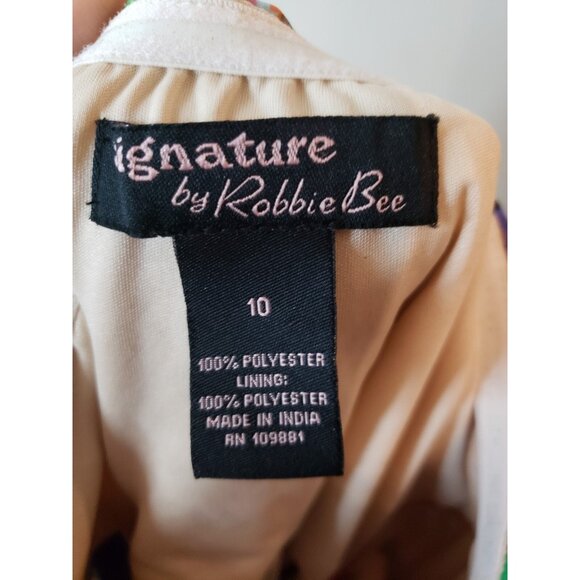 ignature
by Robbie Bee
10
100% POLYESTER
LINING:
100% POLYESTER
MADE IN INDIA
RN 109881